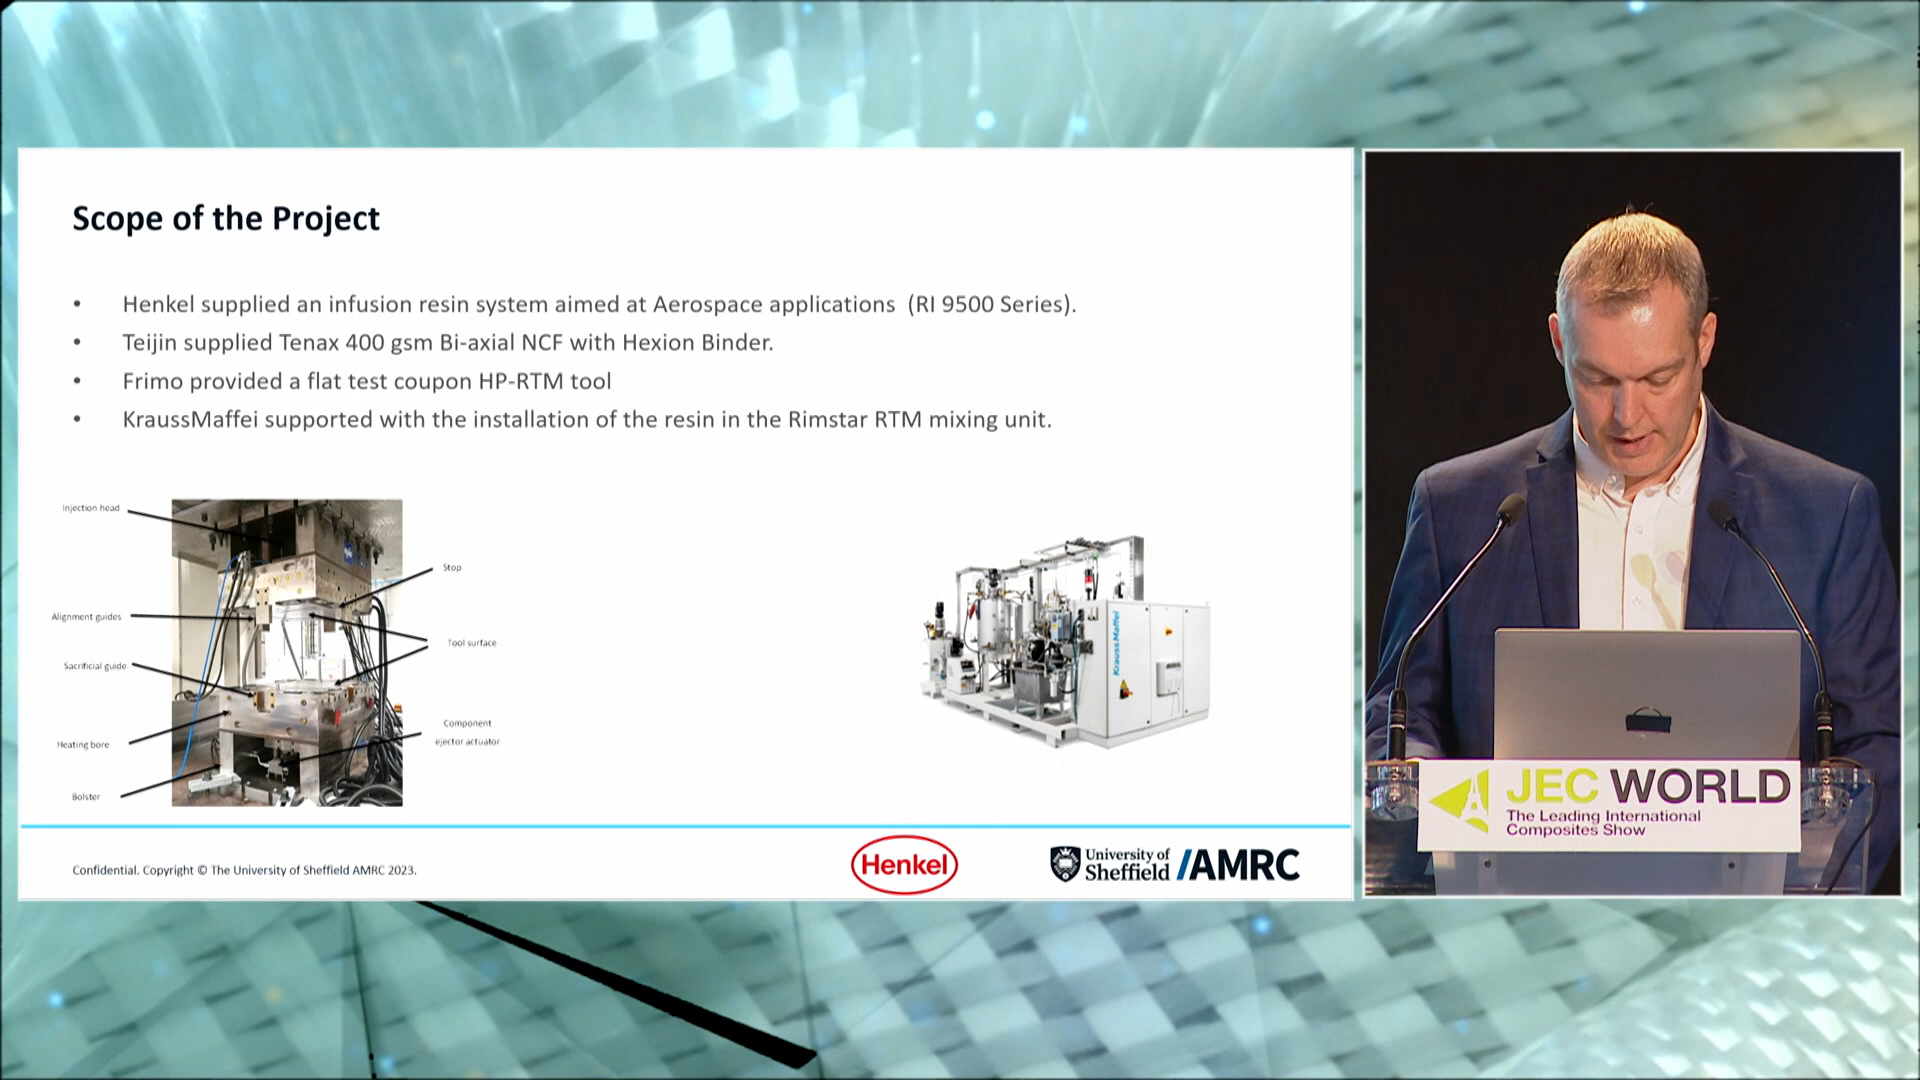 Scope of the Project
• Henkel supplied an infusion resin system aimed at Aerospace applications (RI 9500 Series).
• Teijin supplied Tenax 400 gsm Bi-axial NCF with Hexion Binder.
• Frimo provided a flat test coupon HP-RTM tool
• KraussMaffei supported with the installation of the resin in the Rimstar RTM mixing unit.
Injection head
Stop
Alignment guides
Tool surface
Sacrificial guide
Component
ejector actuator
Heating bore
Bolster
Krauss Maffei
Confidential. Copyright © The University of Sheffield AMRC 2023.
Henkel
University of
Sheffield
/AMRC
JEC WORLD
The Leading International
Composites Show